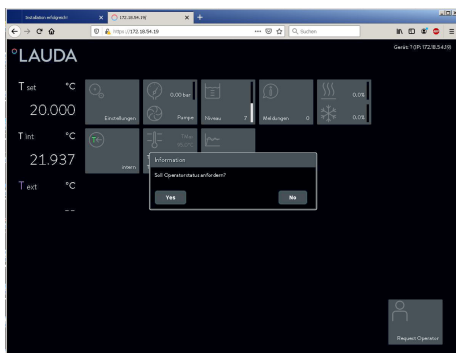 Installation erfolgreich!
172.18.54.19/
https://172.18.54.19
Suchen
°LAUDA
Gerät: 1 (IP: 172.18.54.19)
T set °C
20.000
T int °C
21.937
T ext °C
--
Einstellungen
0.00 bar
Pumpe
Niveau 7
Meldungen 0
0.0%
0.0%
intern
Information
Soll Operatorstatus anfordern?
Yes
No
Request Operator